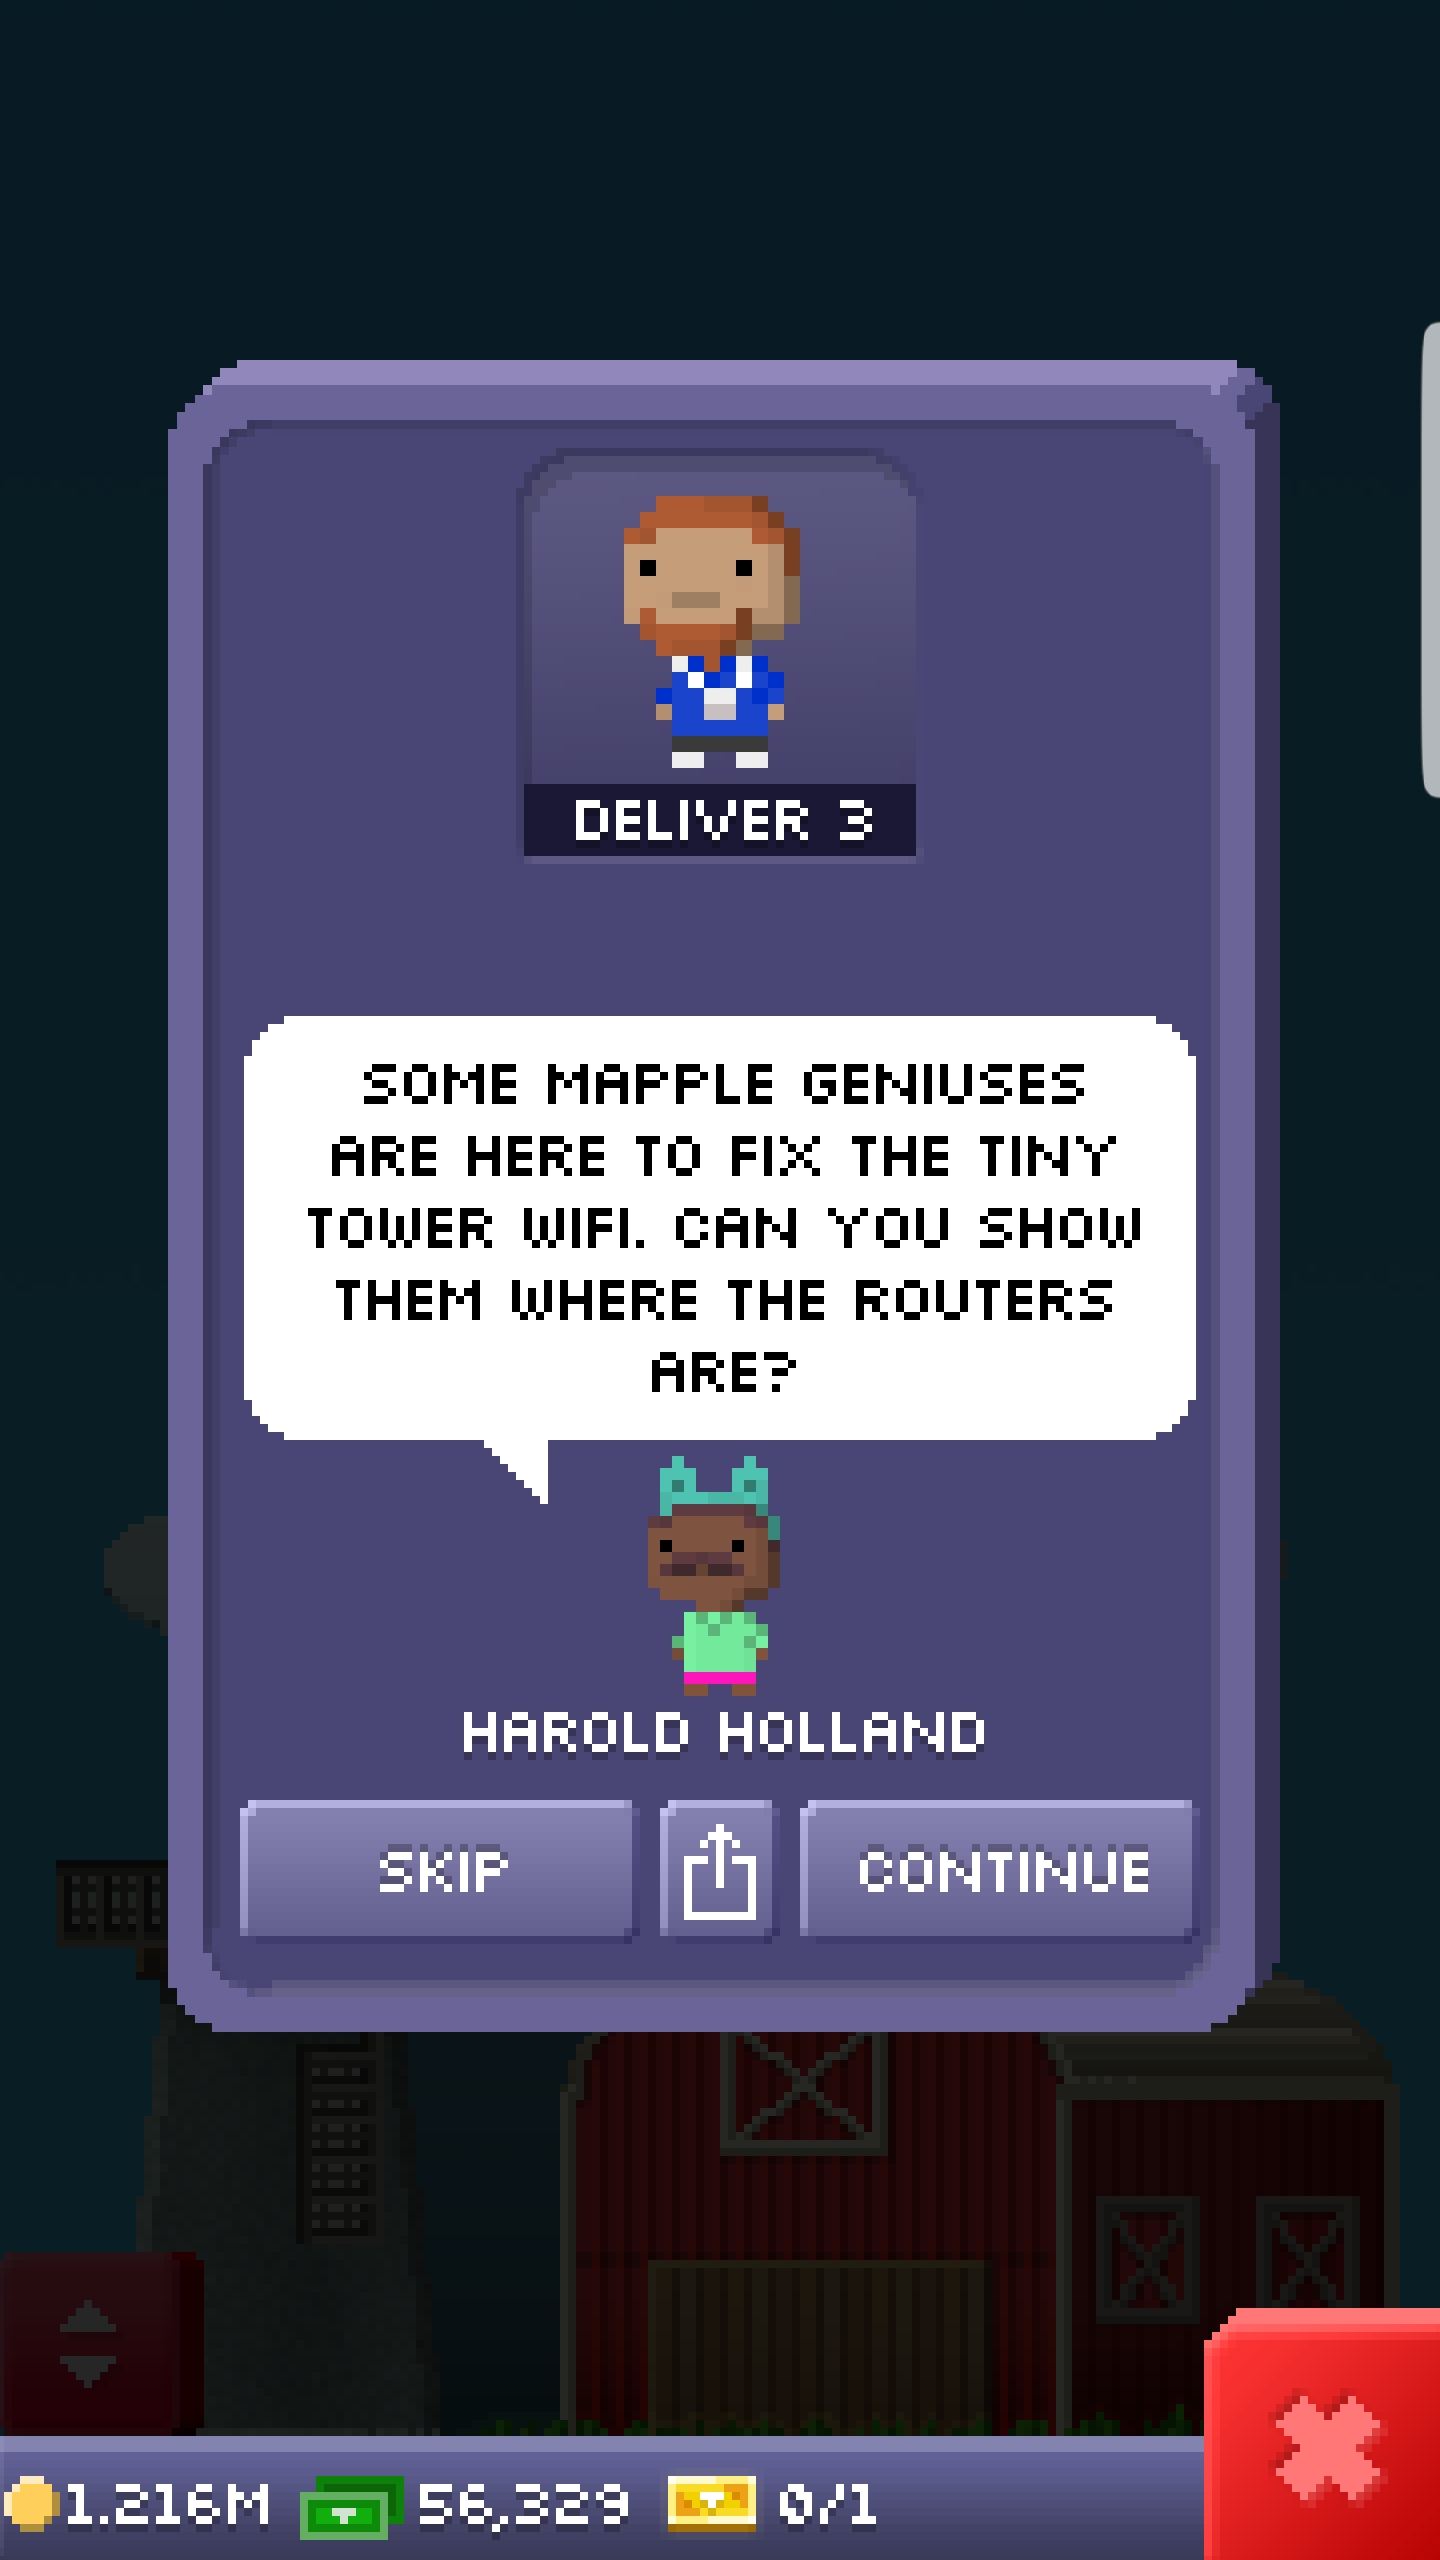 DELIVER 3
SOME MAPPLE GENIUSES
ARE HERE TO FIX THE TINY
TOWER WIFI. CAN YOU SHOW
THEM WHERE THE ROUTERS
ARE?
HAROLD HOLLAND
SKIP
CONTINUE
1.216M 56,329 0/1